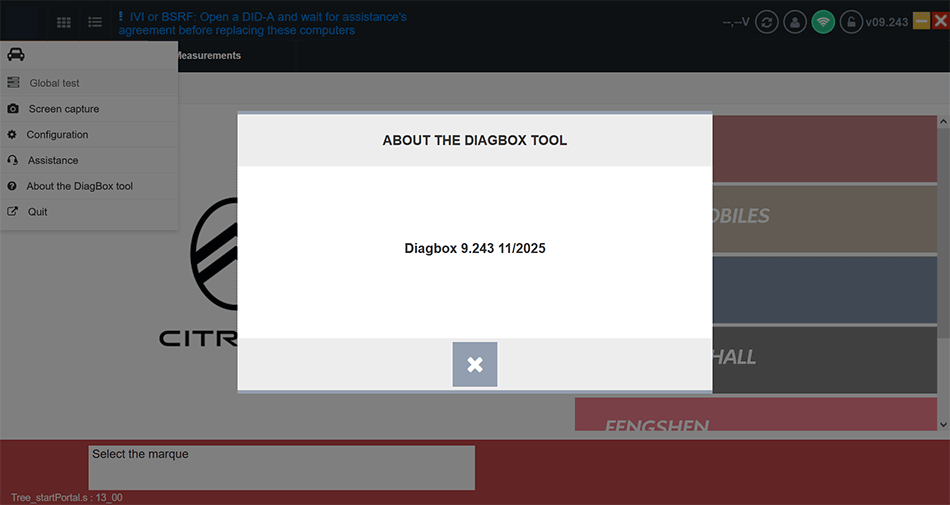 ! IVI or BSRF: Open a DID-A and wait for assistance's
agreement before replacing these computers
--,--V
v09.243
Measurements
Global test
Screen capture
Configuration
Assistance
About the DiagBox tool
Quit
ABOUT THE DIAGBOX TOOL
Diagbox 9.243 11/2025
CITR
OBILES
HALL
FENGSHEN
Select the marque
Tree_startPortal.s : 13_00